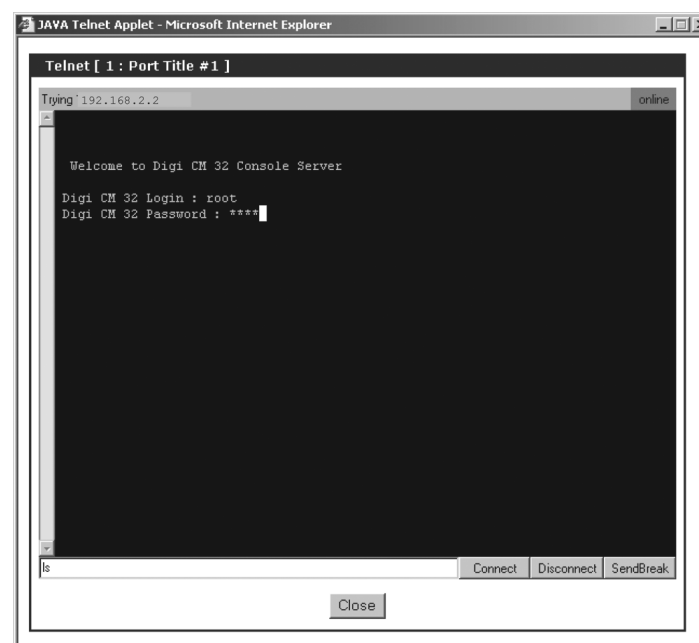 JAVA Telnet Applet - Microsoft Internet Explorer
Telnet [ 1 : Port Title #1 ]
Trying 192.168.2.2 online
Welcome to Digi CM 32 Console Server
Digi CM 32 Login : root
Digi CM 32 Password : ****
ls Connect Disconnect SendBreak
Close